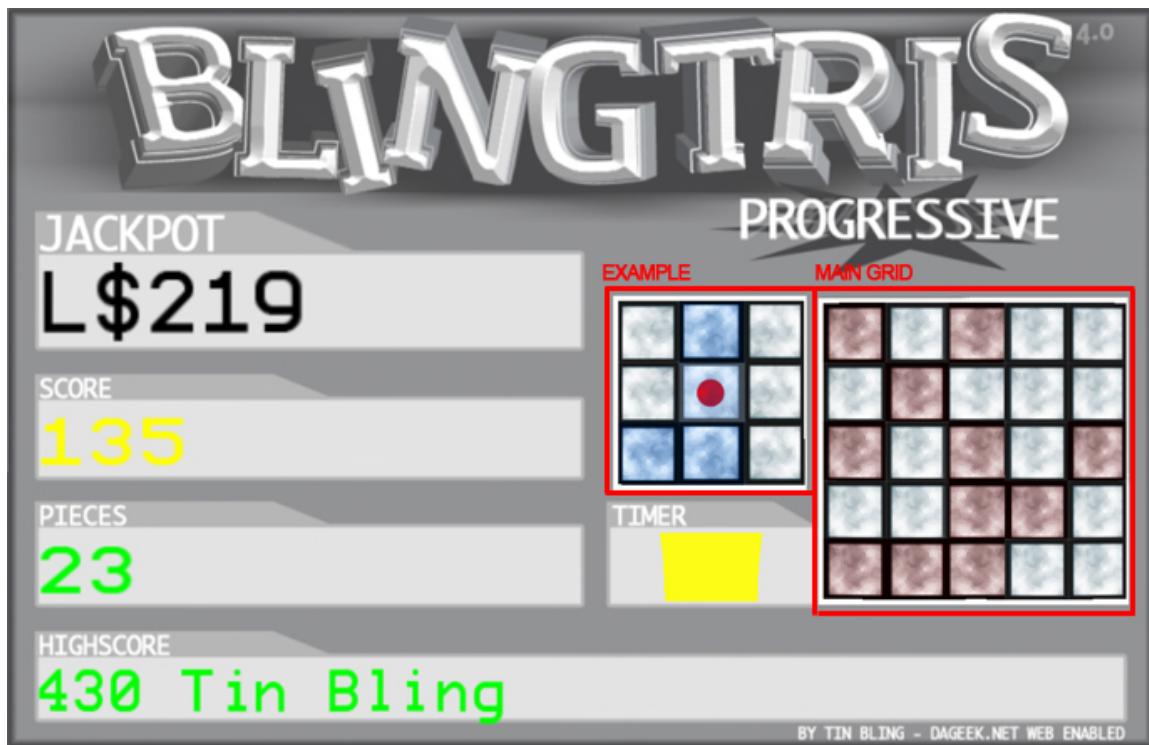 BLiNGTRIS
4.0
PROGRESSIVE
JACKPOT
L$219
EXAMPLE
MAIN GRID
SCORE
135
PIECES
23
TIMER
HIGHSCORE
430 Tin Bling
BY TIN BLING - DAGEEK.NET WEB ENABLED